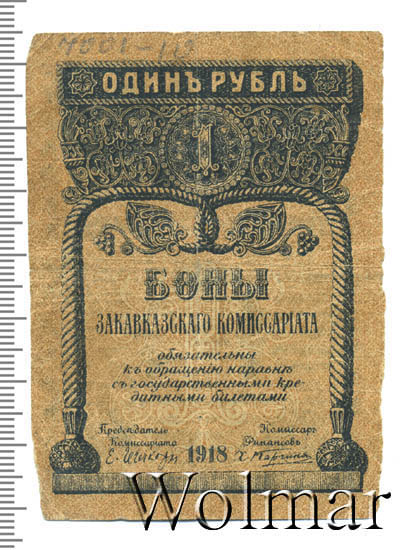 ОДИНЪ РУБЛЬ
1
БОНЫ
ЗАКАВКАЗСКАГО КОМИССАРІАТА
обязательны
къ обращенію наравнѣ
съ государственными кре-
дитными билетами
Предсѣдатель Комиссаръ
Комиссаріата Финансовъ
1918
Wolmar